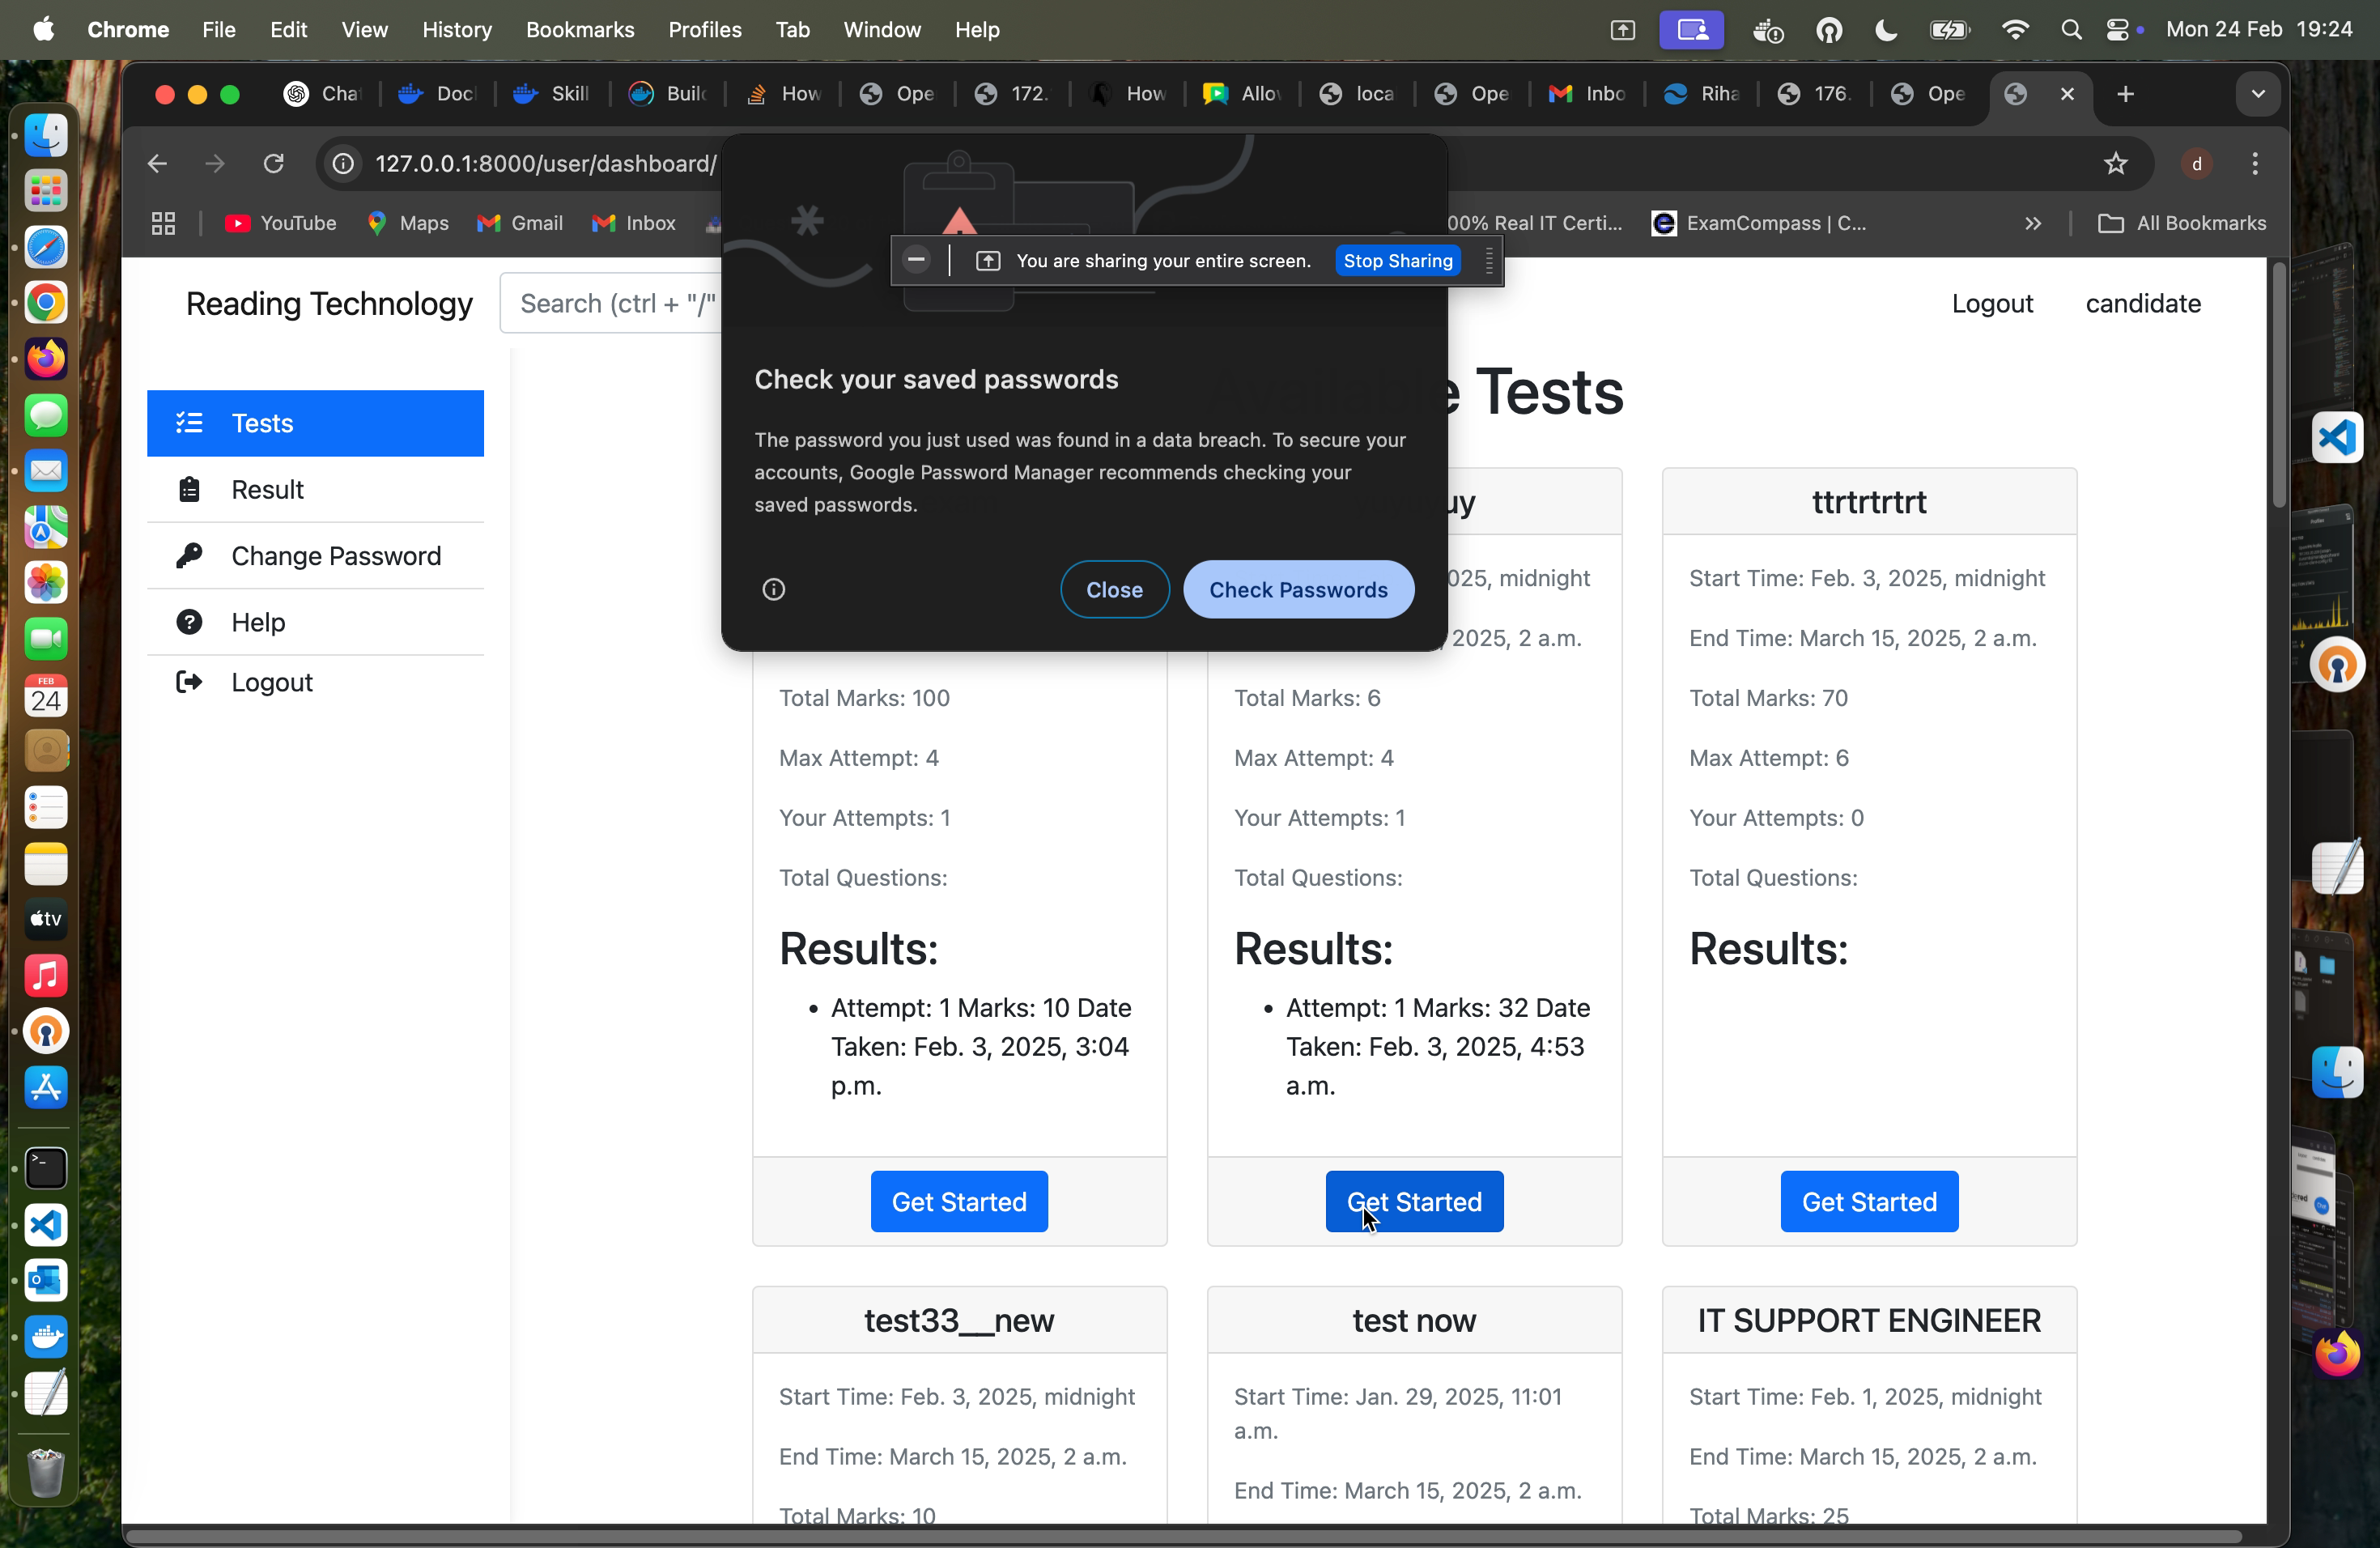 Chrome File Edit View History Bookmarks Profiles Tab Window Help Mon 24 Feb 19:24
Cha Doc Skil Buil How Ope 172. How Allo loca Ope Inbo Riha 176. Ope
127.0.0.1:8000/user/dashboard/ d
YouTube Maps Gmail Inbox 00% Real IT Certi... ExamCompass | C... » All Bookmarks
You are sharing your entire screen. Stop Sharing
Reading Technology Search (ctrl + "/" Logout candidate
Check your saved passwords
The password you just used was found in a data breach. To secure your
accounts, Google Password Manager recommends checking your
saved passwords.
Close Check Passwords
Tests
Result
Change Password
Help
Logout
Tests
Total Marks: 100
Max Attempt: 4
Your Attempts: 1
Total Questions:
Results:
• Attempt: 1 Marks: 10 Date
Taken: Feb. 3, 2025, 3:04
p.m.
Get Started
uy
025, midnight
2025, 2 a.m.
Total Marks: 6
Max Attempt: 4
Your Attempts: 1
Total Questions:
Results:
• Attempt: 1 Marks: 32 Date
Taken: Feb. 3, 2025, 4:53
a.m.
Get Started
ttrtrtrtrt
Start Time: Feb. 3, 2025, midnight
End Time: March 15, 2025, 2 a.m.
Total Marks: 70
Max Attempt: 6
Your Attempts: 0
Total Questions:
Results:
Get Started
test33__new
Start Time: Feb. 3, 2025, midnight
End Time: March 15, 2025, 2 a.m.
Total Marks: 10
test now
Start Time: Jan. 29, 2025, 11:01
a.m.
End Time: March 15, 2025, 2 a.m.
IT SUPPORT ENGINEER
Start Time: Feb. 1, 2025, midnight
End Time: March 15, 2025, 2 a.m.
Total Marks: 25
FEB
24
tv